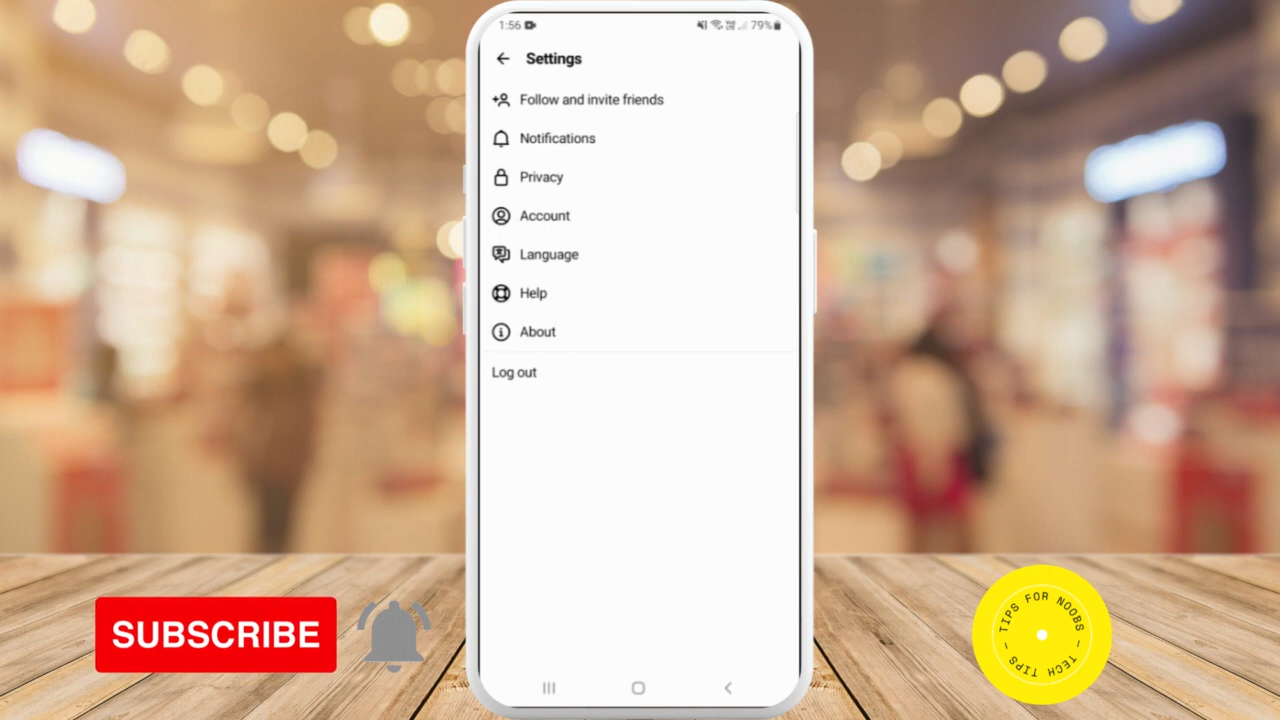 1:56
79%
Settings
Follow and invite friends
Notifications
Privacy
Account
Language
Help
About
Log out
SUBSCRIBE
TIPS FOR NOOBS – TECH TIPS –